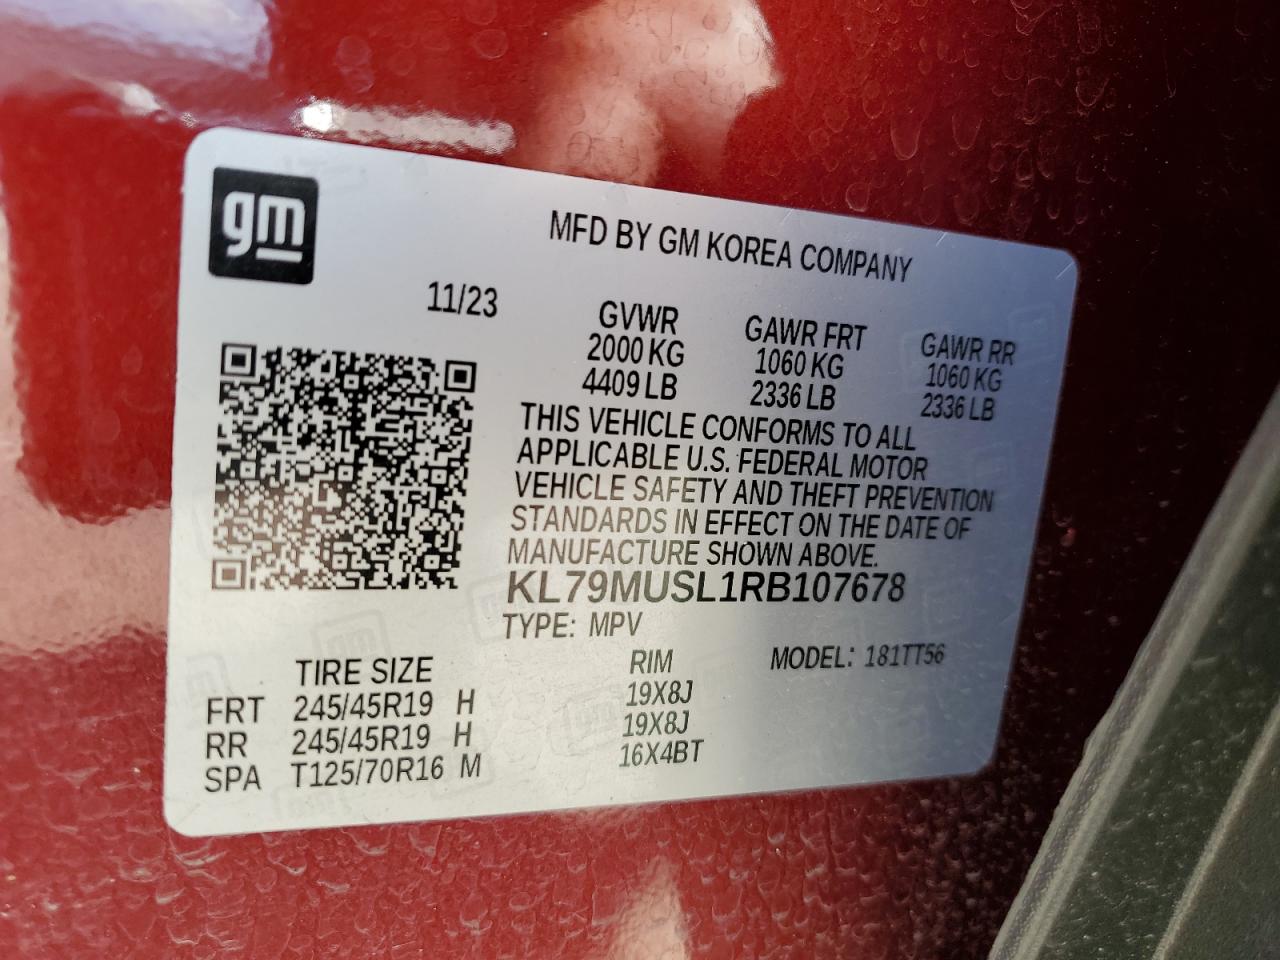 gm
MFD BY GM KOREA COMPANY
11/23
GVWR GAWR FRT GAWR RR
2000 KG 1060 KG 1060 KG
4409 LB 2336 LB 2336 LB
THIS VEHICLE CONFORMS TO ALL
APPLICABLE U.S. FEDERAL MOTOR
VEHICLE SAFETY AND THEFT PREVENTION
STANDARDS IN EFFECT ON THE DATE OF
MANUFACTURE SHOWN ABOVE.
KL79MUSL1RB107678
TYPE: MPV
MODEL: 181TT56
TIRE SIZE RIM
FRT 245/45R19 H 19X8J
RR 245/45R19 H 19X8J
SPA T125/70R16 M 16X4BT